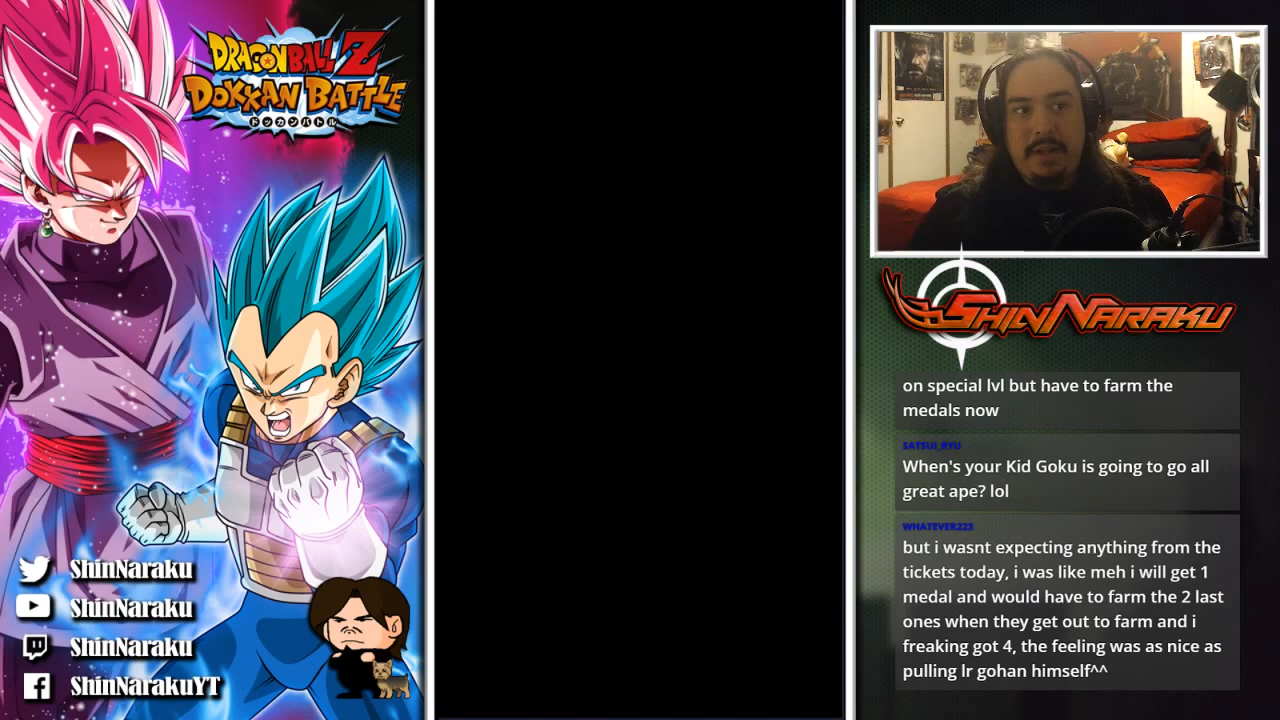 DRAGONBALL Z
DOKKAN BATTLE
ドッカンバトル
ShinNaraku
ShinNaraku
ShinNaraku
ShinNarakuYT
SHINNARAKU
on special lvl but have to farm the
medals now
SATSUI_RYU
When's your Kid Goku is going to go all
great ape? lol
WHATEVER223
but i wasnt expecting anything from the
tickets today, i was like meh i will get 1
medal and would have to farm the 2 last
ones when they get out to farm and i
freaking got 4, the feeling was as nice as
pulling lr gohan himself^^